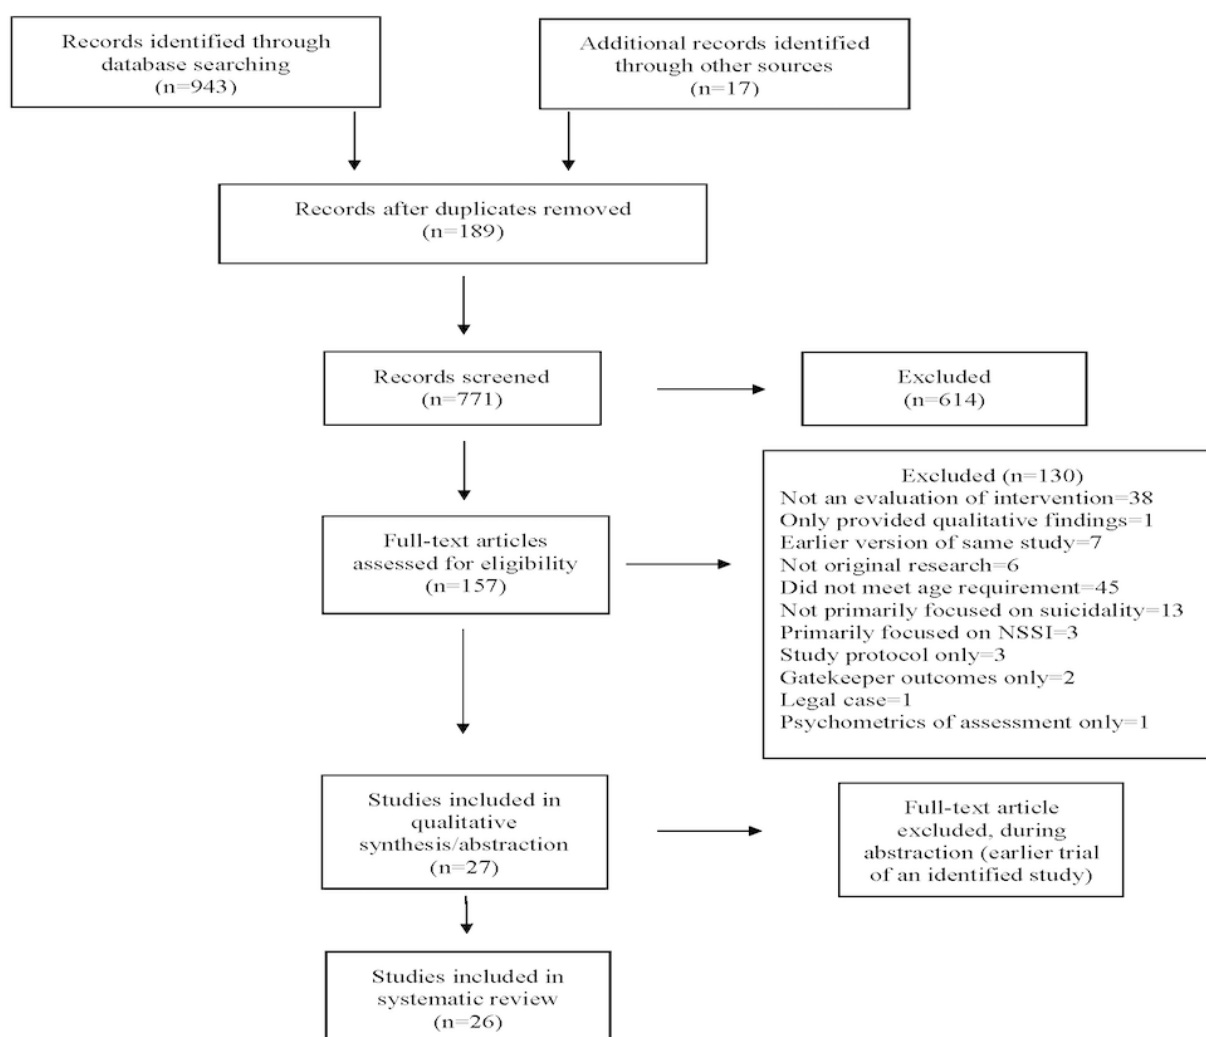 Records identified through
database searching
(n=943)
Additional records identified
through other sources
(n=17)
Records after duplicates removed
(n=189)
Records screened
(n=771)
Excluded
(n=614)
Full-text articles
assessed for eligibility
(n=157)
Excluded (n=130)
Not an evaluation of intervention=38
Only provided qualitative findings=1
Earlier version of same study=7
Not original research=6
Did not meet age requirement=45
Not primarily focused on suicidality=13
Primarily focused on NSSI=3
Study protocol only=3
Gatekeeper outcomes only=2
Legal case=1
Psychometrics of assessment only=1
Studies included in
qualitative
synthesis/abstraction
(n=27)
Full-text article
excluded, during
abstraction (earlier trial
of an identified study)
Studies included in
systematic review
(n=26)